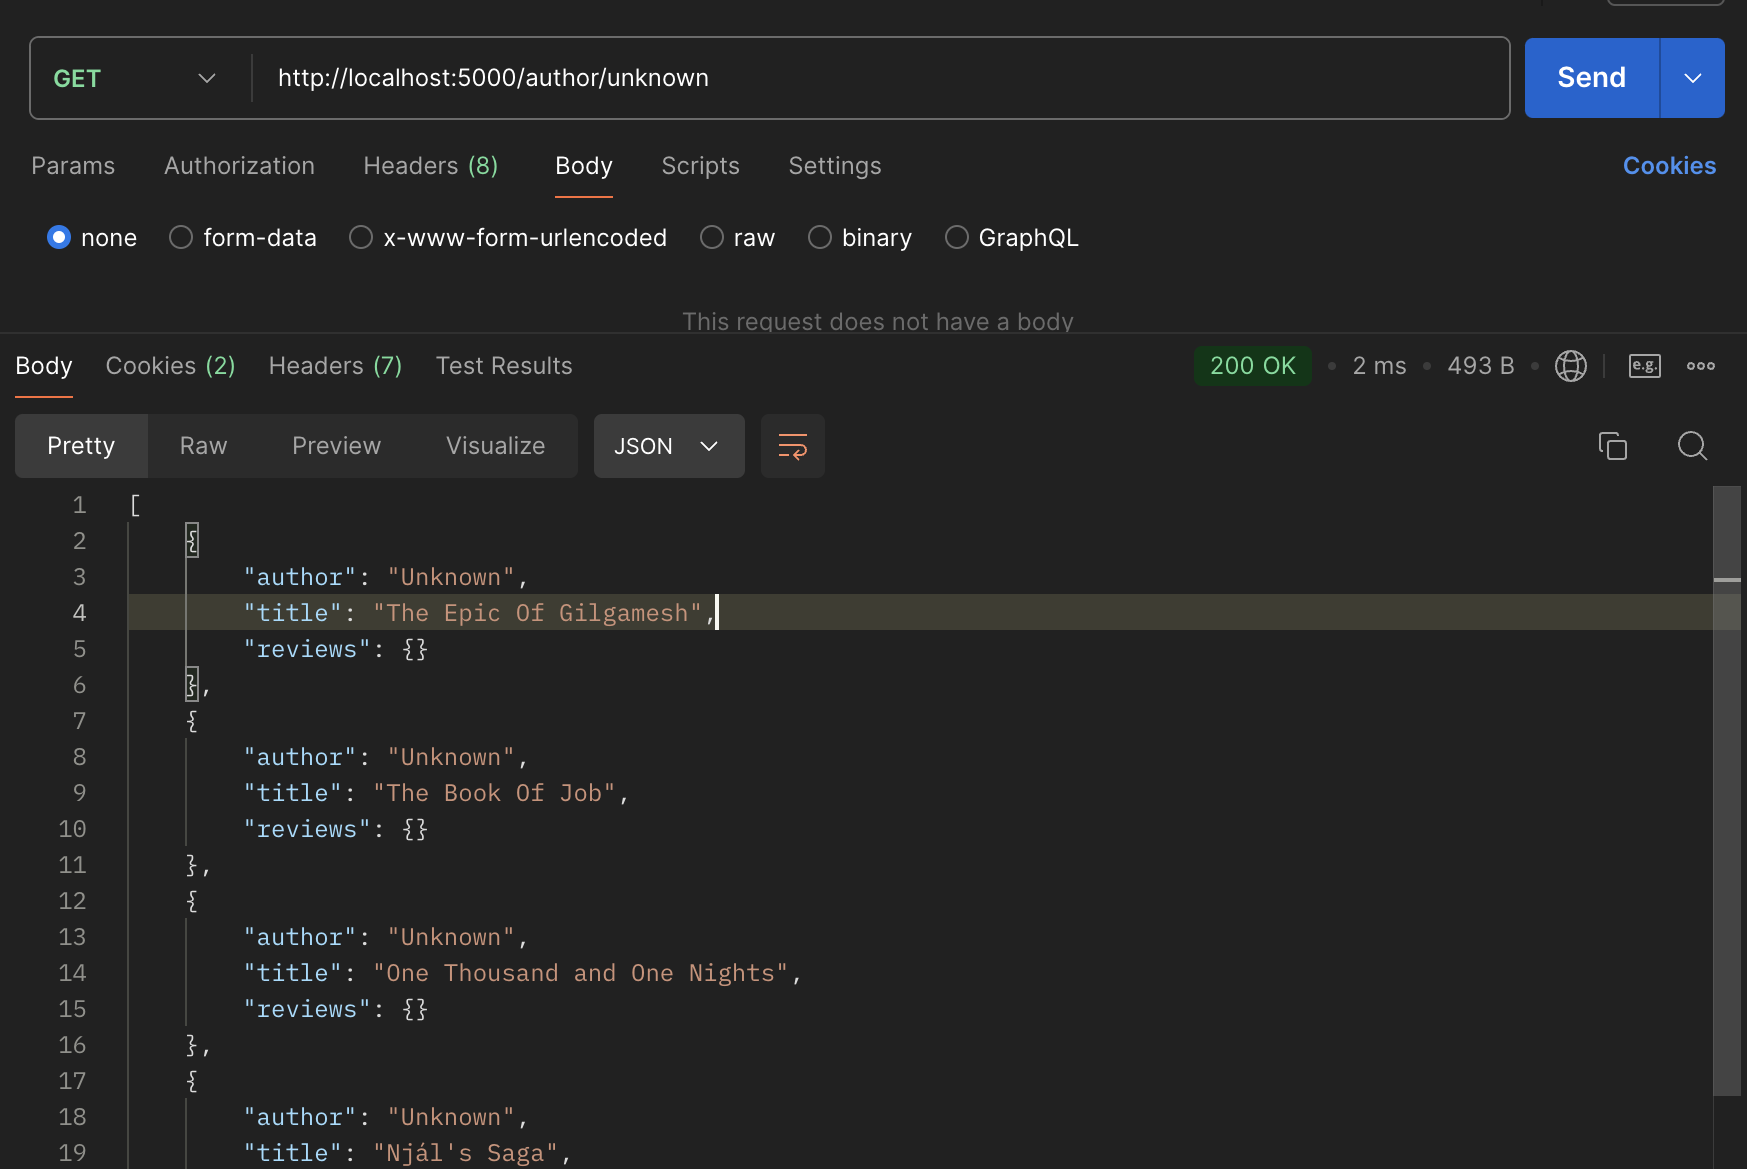 GET http://localhost:5000/author/unknown Send
Params Authorization Headers (8) Body Scripts Settings Cookies
none form-data x-www-form-urlencoded raw binary GraphQL
This request does not have a body
Body Cookies (2) Headers (7) Test Results 200 OK • 2 ms • 493 B • e.g.
Pretty Raw Preview Visualize JSON
1 [
2 {
3 "author": "Unknown",
4 "title": "The Epic Of Gilgamesh",
5 "reviews": {}
6 },
7 {
8 "author": "Unknown",
9 "title": "The Book Of Job",
10 "reviews": {}
11 },
12 {
13 "author": "Unknown",
14 "title": "One Thousand and One Nights",
15 "reviews": {}
16 },
17 {
18 "author": "Unknown",
19 "title": "Njál's Saga",